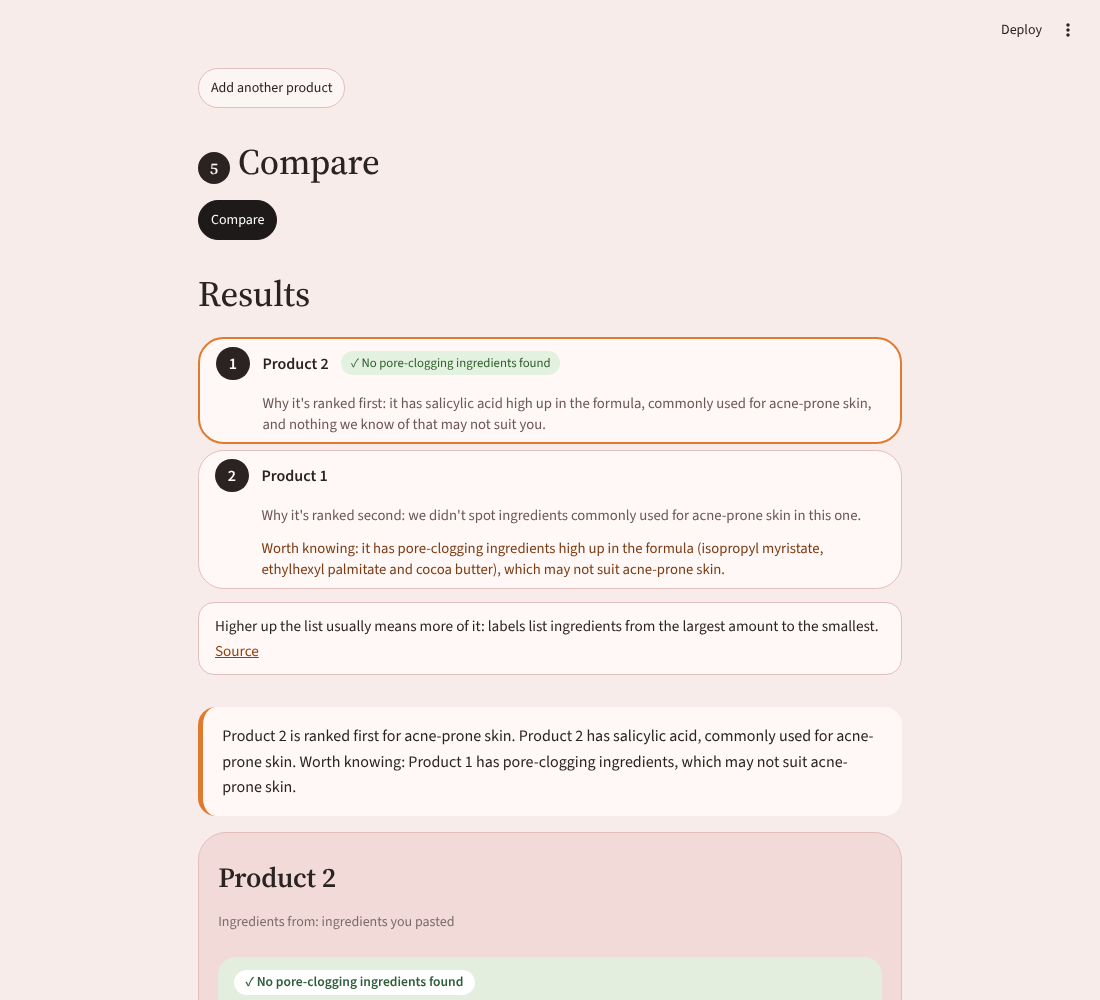 Deploy
Add another product
5 Compare
Compare
Results
1 Product 2 ✓ No pore-clogging ingredients found
Why it's ranked first: it has salicylic acid high up in the formula, commonly used for acne-prone skin,
and nothing we know of that may not suit you.
2 Product 1
Why it's ranked second: we didn't spot ingredients commonly used for acne-prone skin in this one.
Worth knowing: it has pore-clogging ingredients high up in the formula (isopropyl myristate,
ethylhexyl palmitate and cocoa butter), which may not suit acne-prone skin.
Higher up the list usually means more of it: labels list ingredients from the largest amount to the smallest.
Source
Product 2 is ranked first for acne-prone skin. Product 2 has salicylic acid, commonly used for acne-
prone skin. Worth knowing: Product 1 has pore-clogging ingredients, which may not suit acne-
prone skin.
Product 2
Ingredients from: ingredients you pasted
✓ No pore-clogging ingredients found